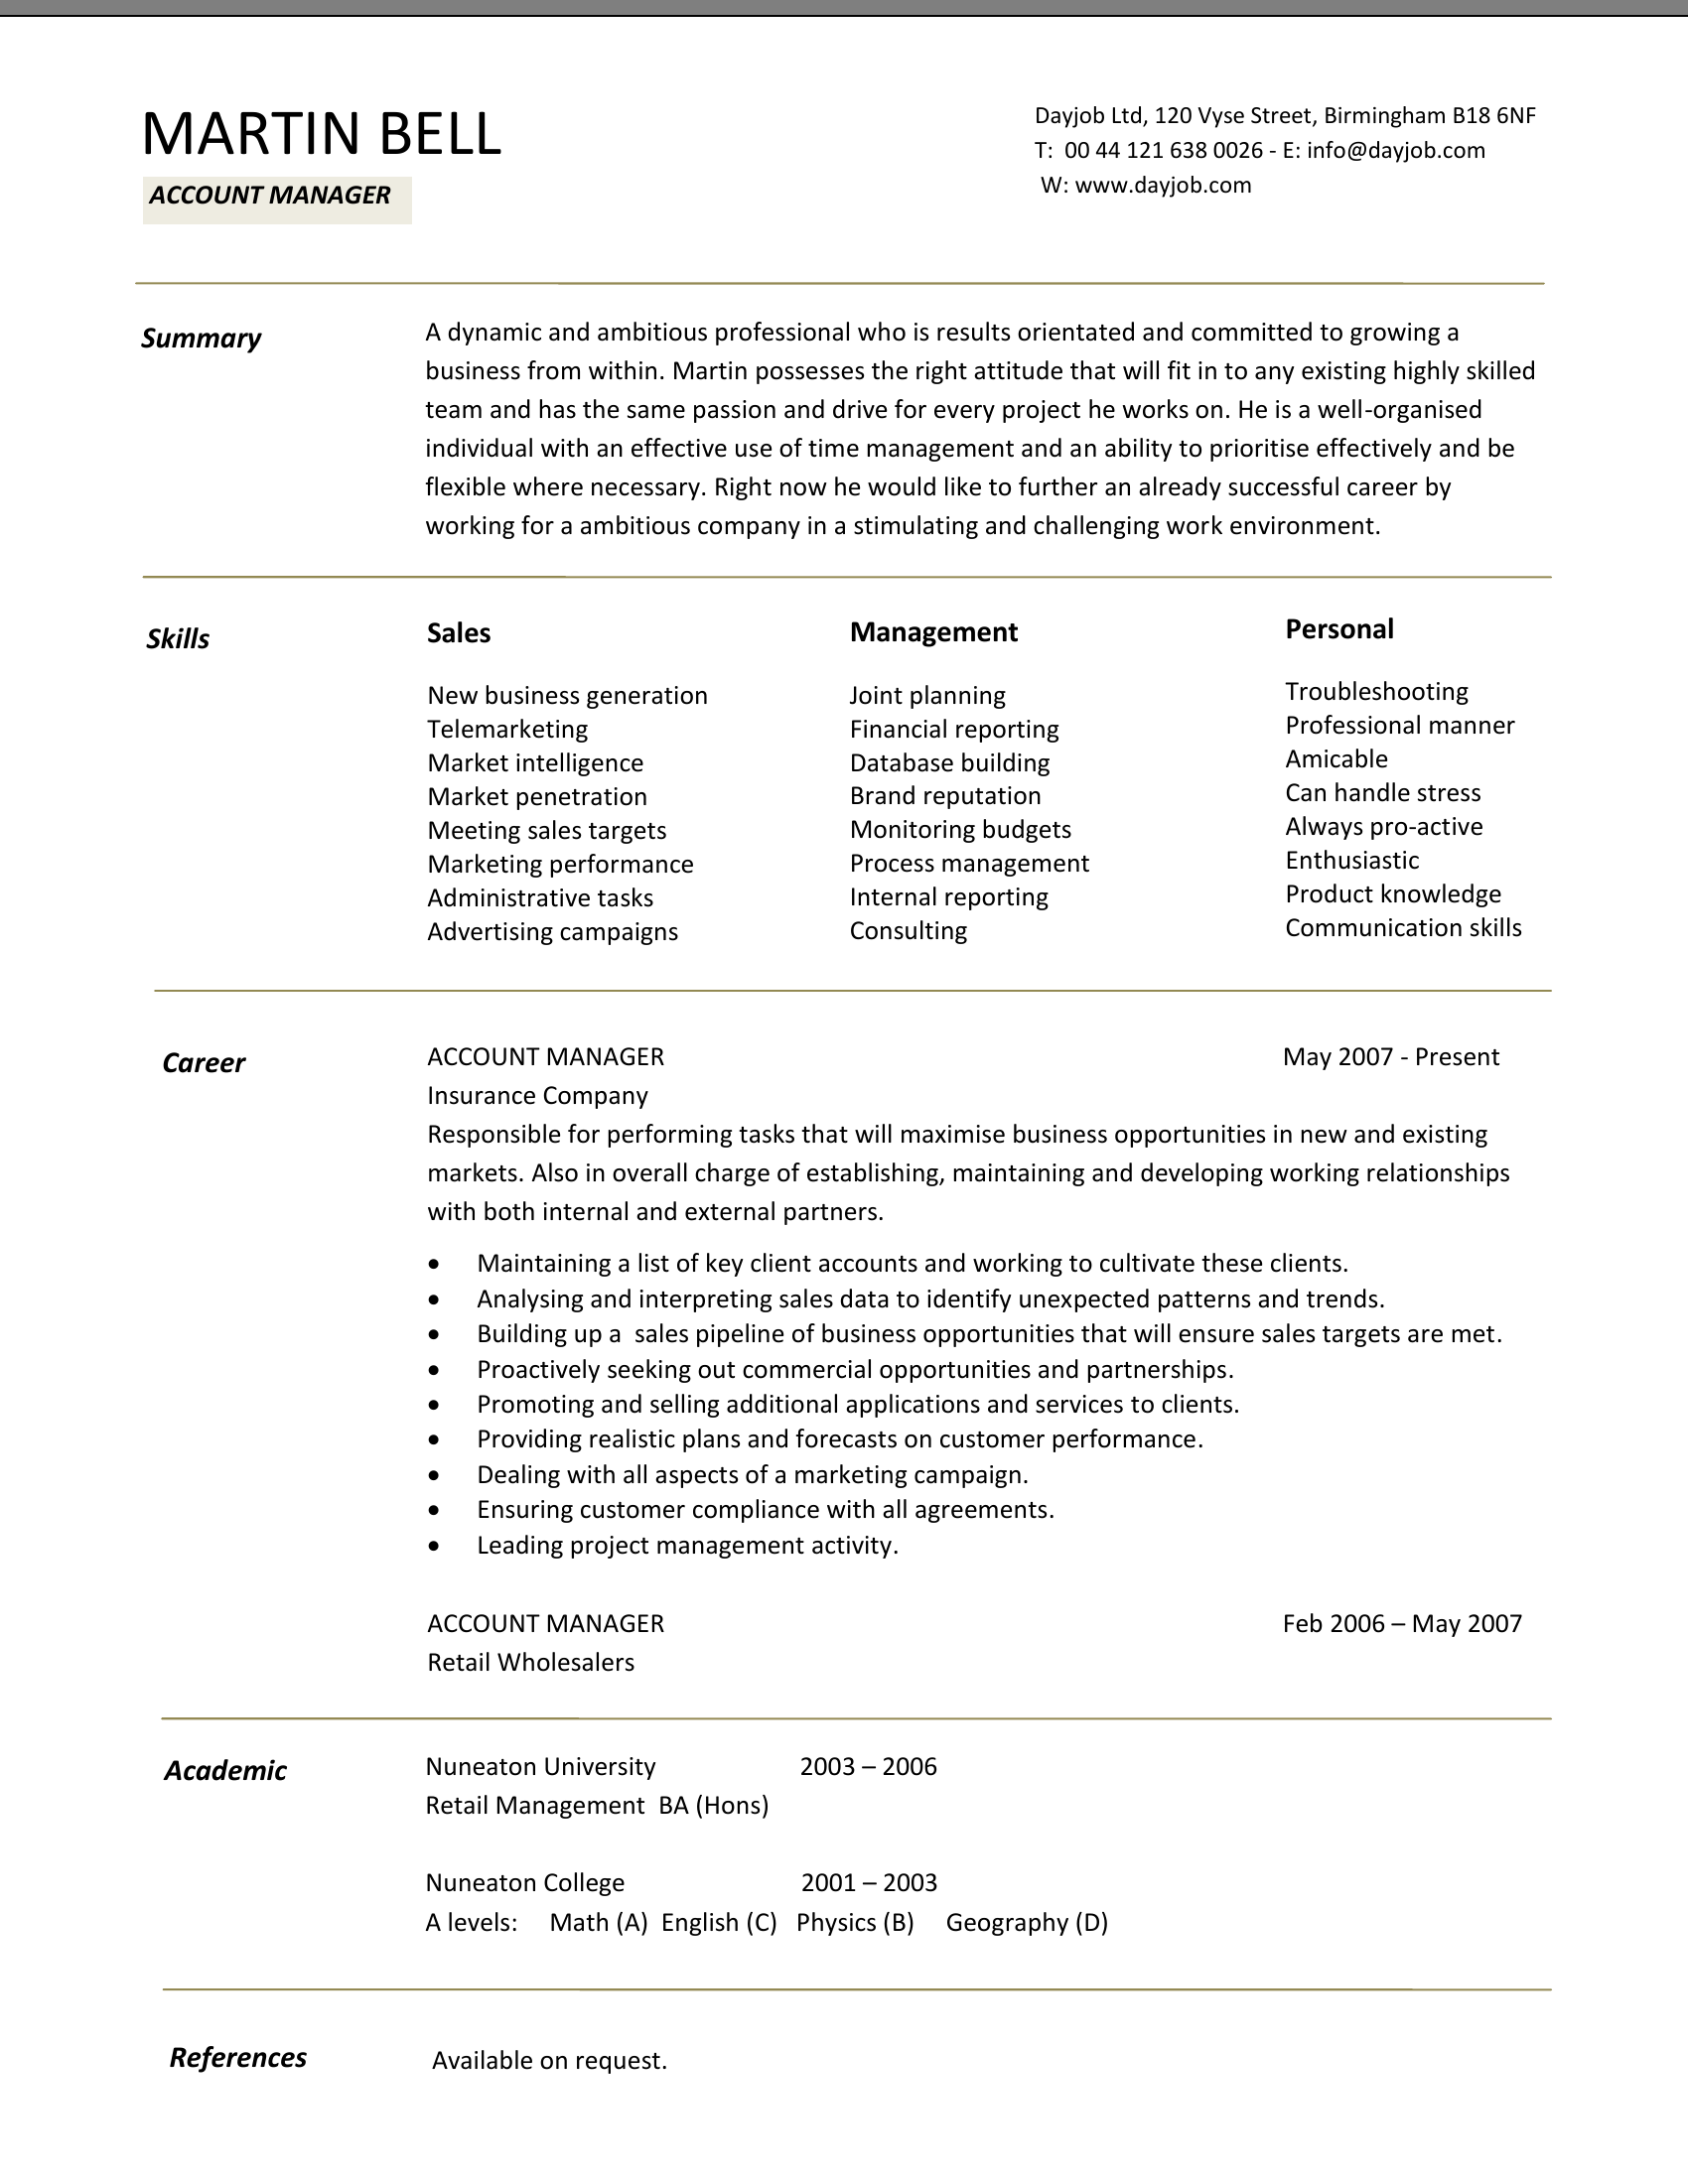 MARTIN BELL
ACCOUNT MANAGER
Dayjob Ltd, 120 Vyse Street, Birmingham B18 6NF
T:  00 44 121 638 0026 - E: info@dayjob.com
W: www.dayjob.com
Summary
A dynamic and ambitious professional who is results orientated and committed to growing a
business from within. Martin possesses the right attitude that will fit in to any existing highly skilled
team and has the same passion and drive for every project he works on. He is a well-organised
individual with an effective use of time management and an ability to prioritise effectively and be
flexible where necessary. Right now he would like to further an already successful career by
working for a ambitious company in a stimulating and challenging work environment.
Skills
Sales
New business generation
Telemarketing
Market intelligence
Market penetration
Meeting sales targets
Marketing performance
Administrative tasks
Advertising campaigns
Management
Joint planning
Financial reporting
Database building
Brand reputation
Monitoring budgets
Process management
Internal reporting
Consulting
Personal
Troubleshooting
Professional manner
Amicable
Can handle stress
Always pro-active
Enthusiastic
Product knowledge
Communication skills
Career
ACCOUNT MANAGER May 2007 - Present
Insurance Company
Responsible for performing tasks that will maximise business opportunities in new and existing
markets. Also in overall charge of establishing, maintaining and developing working relationships
with both internal and external partners.
• Maintaining a list of key client accounts and working to cultivate these clients.
• Analysing and interpreting sales data to identify unexpected patterns and trends.
• Building up a  sales pipeline of business opportunities that will ensure sales targets are met.
• Proactively seeking out commercial opportunities and partnerships.
• Promoting and selling additional applications and services to clients.
• Providing realistic plans and forecasts on customer performance.
• Dealing with all aspects of a marketing campaign.
• Ensuring customer compliance with all agreements.
• Leading project management activity.
ACCOUNT MANAGER Feb 2006 – May 2007
Retail Wholesalers
Academic
Nuneaton University 2003 – 2006
Retail Management  BA (Hons)
Nuneaton College 2001 – 2003
A levels: Math (A) English (C) Physics (B) Geography (D)
References
Available on request.